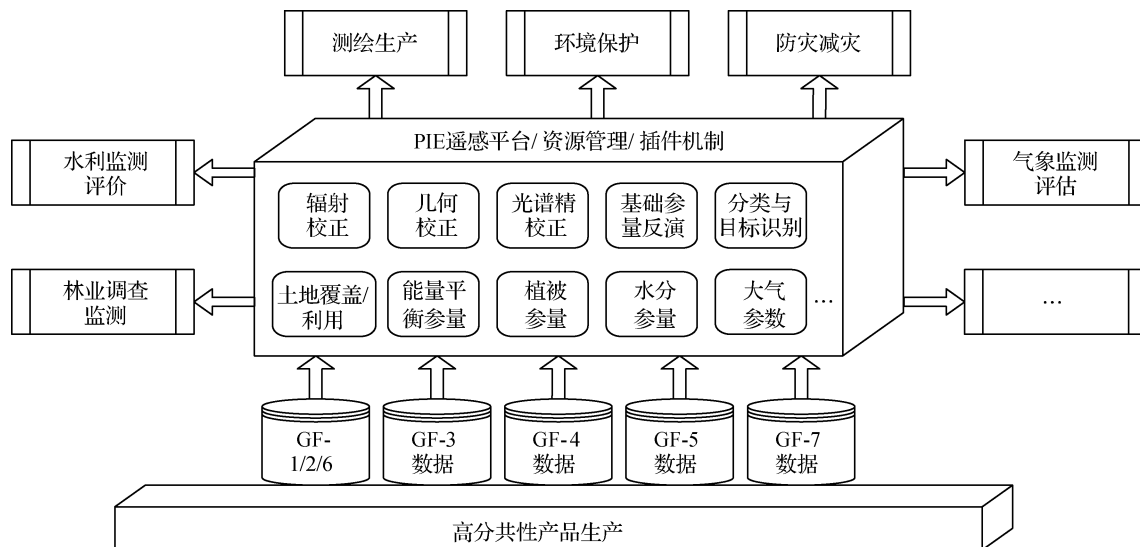 测绘生产
环境保护
防灾减灾
PIE遥感平台/资源管理/插件机制
水利监测
评价
气象监测
评估
辐射
校正
几何
校正
光谱精
校正
基础参
量反演
分类与
目标识别
林业调查
监测
土地覆盖/
利用
能量平
衡参量
植被
参量
水分
参量
大气
参数
…
…
GF-
1/2/6
GF-3
数据
GF-4
数据
GF-5
数据
GF-7
数据
高分共性产品生产